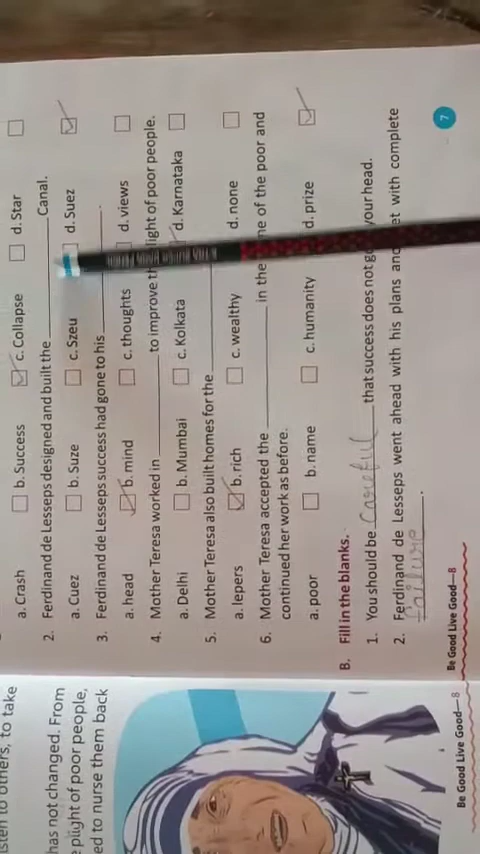 a. Crash b. Success c. Collapse d. Star
2. Ferdinand de Lesseps designed and built the ________ Canal.
a. Cuez b. Suze c. Szeu d. Suez
3. Ferdinand de Lesseps success had gone to his ________.
a. head b. mind c. thoughts d. views
4. Mother Teresa worked in ________ to improve the light of poor people.
a. Delhi b. Mumbai c. Kolkata d. Karnataka
5. Mother Teresa also built homes for the ________
a. lepers b. rich c. wealthy d. none
6. Mother Teresa accepted the ________ in the me of the poor and
continued her work as before.
a. poor b. name c. humanity d. prize
B. Fill in the blanks.
1. You should be Careful that success does not g your head.
2. Ferdinand de Lesseps went ahead with his plans and et with complete
failure.
Be Good Live Good—8
7
isten to others, to take
has not changed. From
e plight of poor people,
ed to nurse them back
Be Good Live Good—8